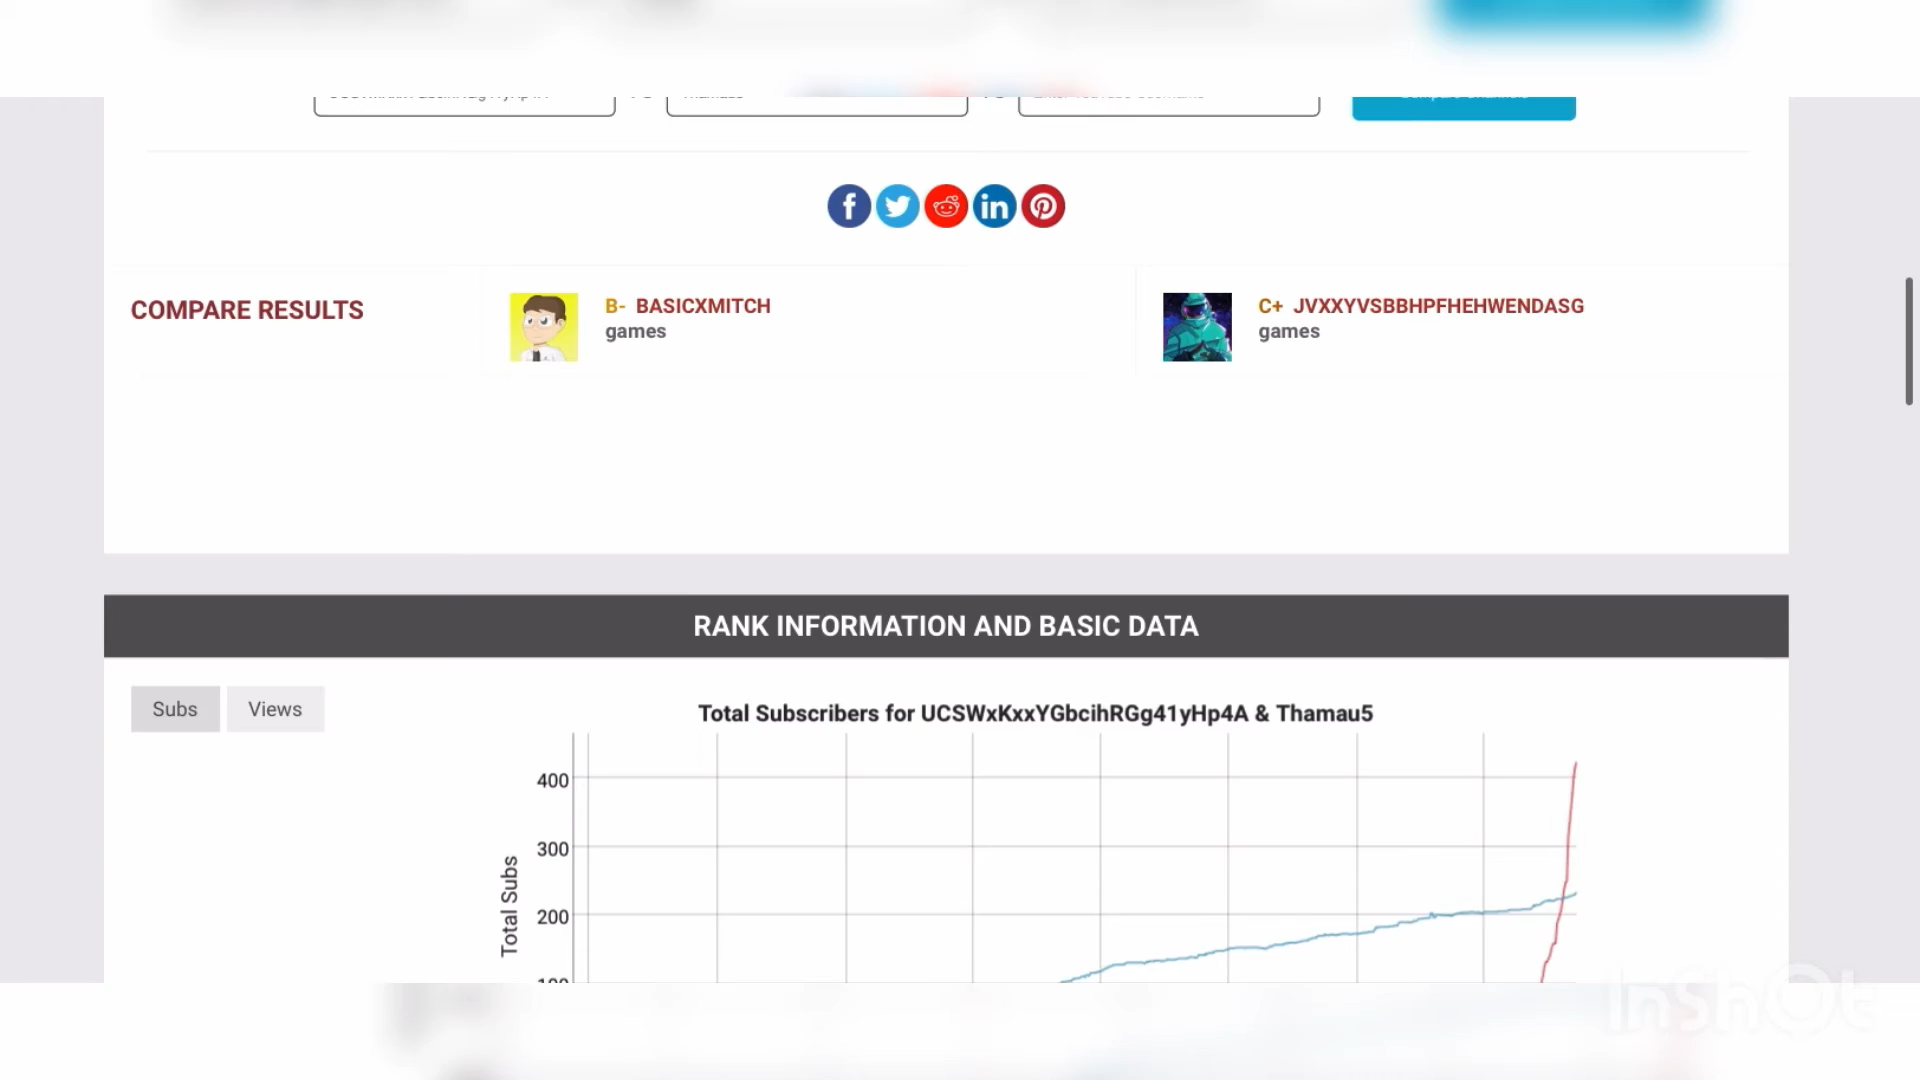 COMPARE RESULTS
B- BASICXMITCH
games
C+ JVXXYVSBBHPFHEHWENDASG
games
RANK INFORMATION AND BASIC DATA
Subs
Views
Total Subscribers for UCSWxKxxYGbcihRGg41yHp4A & Thamau5
400
300
200
Total Subs
InShOt